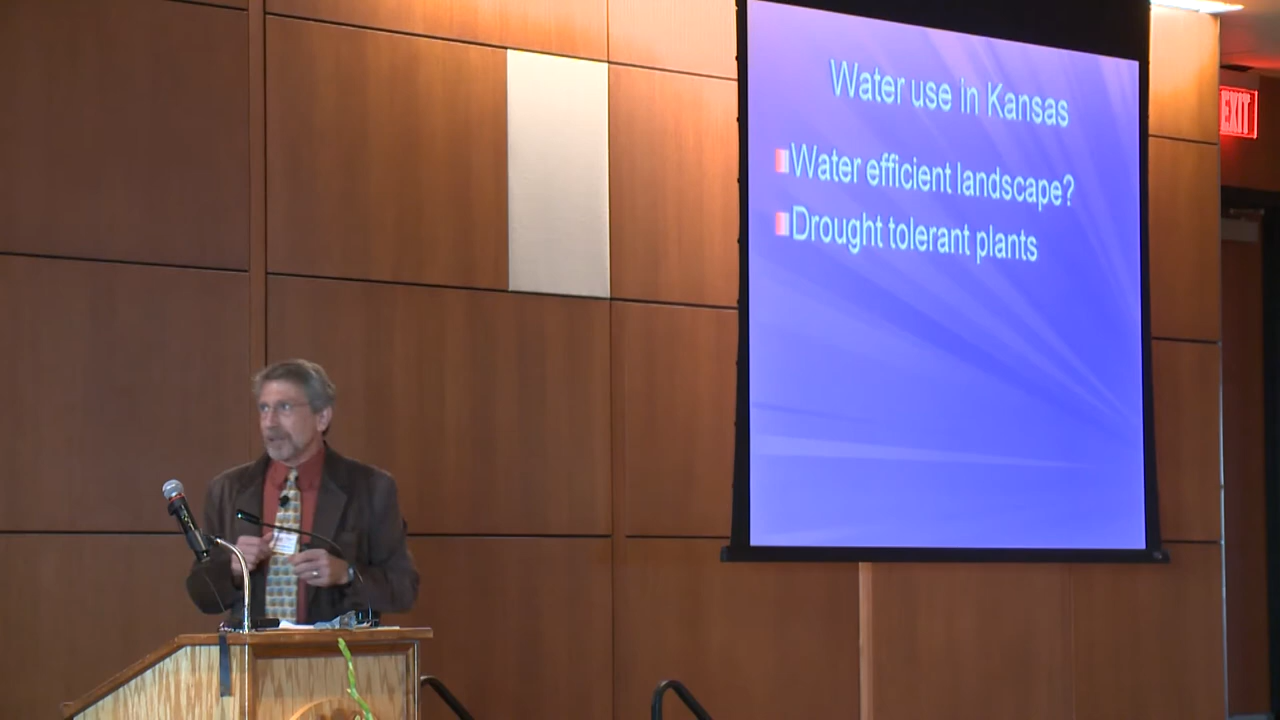 Water use in Kansas
Water efficient landscape?
Drought tolerant plants
EXIT